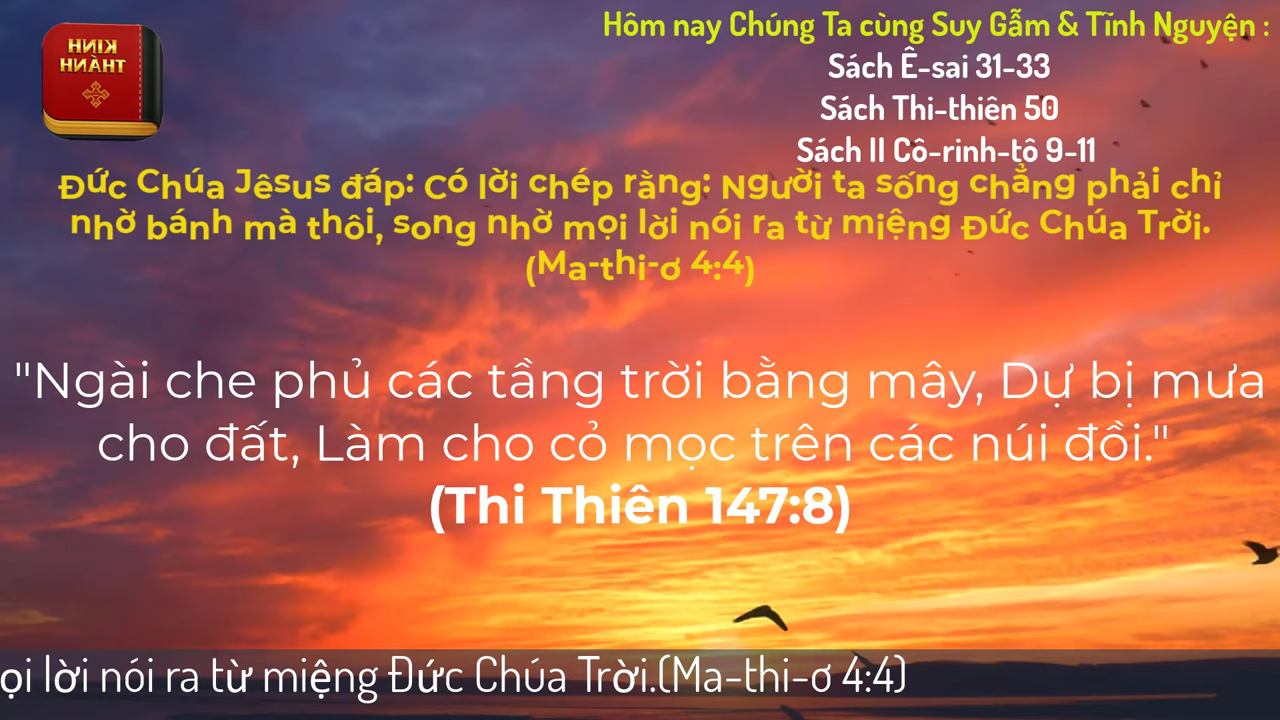 KINH
THÁNH
Hôm nay Chúng Ta cùng Suy Gẫm & Tĩnh Nguyện :
Sách Ê-sai 31-33
Sách Thi-thiên 50
Sách II Cô-rinh-tô 9-11
Đức Chúa Jêsus đáp: Có lời chép rằng: Người ta sống chẳng phải chỉ
nhờ bánh mà thôi, song nhờ mọi lời nói ra từ miệng Đức Chúa Trời.
(Ma-thi-ơ 4:4)
"Ngài che phủ các tầng trời bằng mây, Dự bị mưa
cho đất, Làm cho cỏ mọc trên các núi đồi."
(Thi Thiên 147:8)
ọi lời nói ra từ miệng Đức Chúa Trời.(Ma-thi-ơ 4:4)